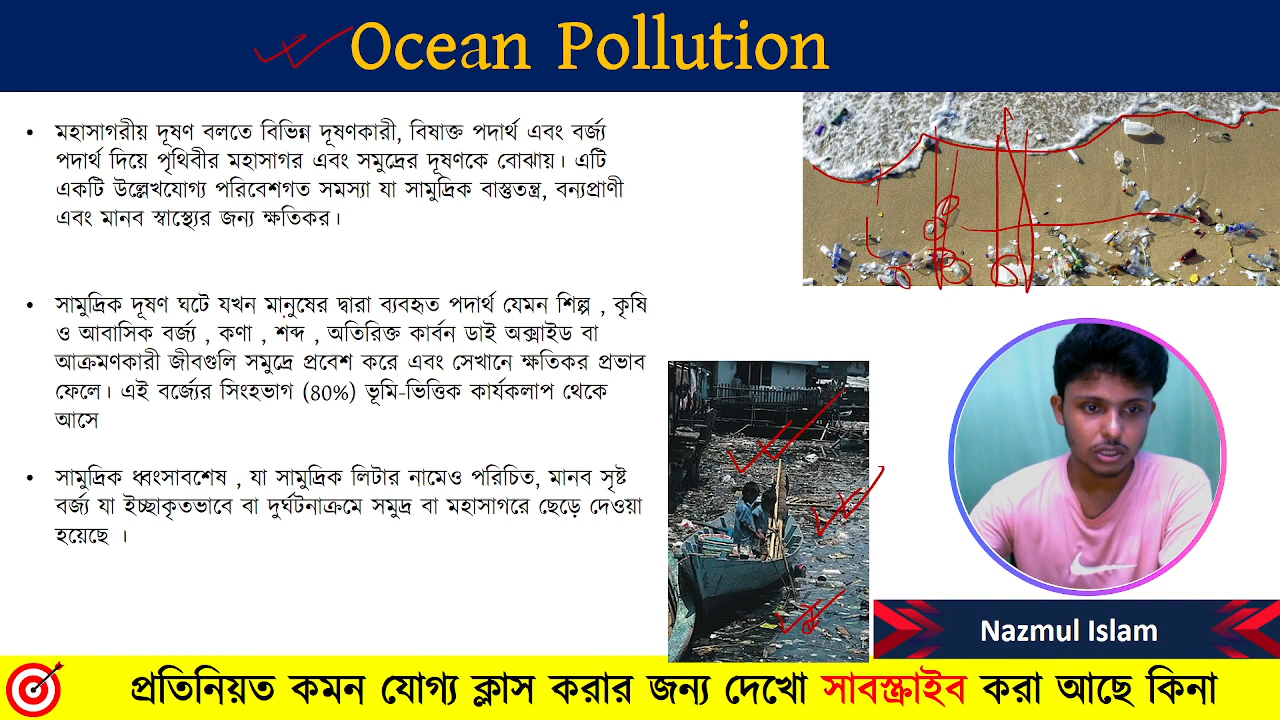 Ocean Pollution
• মহাসাগরীয় দূষণ বলতে বিভিন্ন দূষণকারী, বিষাক্ত পদার্থ এবং বর্জ্য
পদার্থ দিয়ে পৃথিবীর মহাসাগর এবং সমুদ্রের দূষণকে বোঝায়। এটি
একটি উল্লেখযোগ্য পরিবেশগত সমস্যা যা সামুদ্রিক বাস্তুতন্ত্র, বন্যপ্রাণী
এবং মানব স্বাস্থ্যের জন্য ক্ষতিকর।
• সামুদ্রিক দূষণ ঘটে যখন মানুষের দ্বারা ব্যবহৃত পদার্থ যেমন শিল্প , কৃষি
ও আবাসিক বর্জ্য , কণা , শব্দ , অতিরিক্ত কার্বন ডাই অক্সাইড বা
আক্রমণকারী জীবগুলি সমুদ্রে প্রবেশ করে এবং সেখানে ক্ষতিকর প্রভাব
ফেলে। এই বর্জ্যের সিংহভাগ (80%) ভূমি-ভিত্তিক কার্যকলাপ থেকে
আসে
• সামুদ্রিক ধ্বংসাবশেষ , যা সামুদ্রিক লিটার নামেও পরিচিত, মানব সৃষ্ট
বর্জ্য যা ইচ্ছাকৃতভাবে বা দুর্ঘটনাক্রমে সমুদ্র বা মহাসাগরে ছেড়ে দেওয়া
হয়েছে ।
Nazmul Islam
প্রতিনিয়ত কমন যোগ্য ক্লাস করার জন্য দেখো সাবস্ক্রাইব করা আছে কিনা